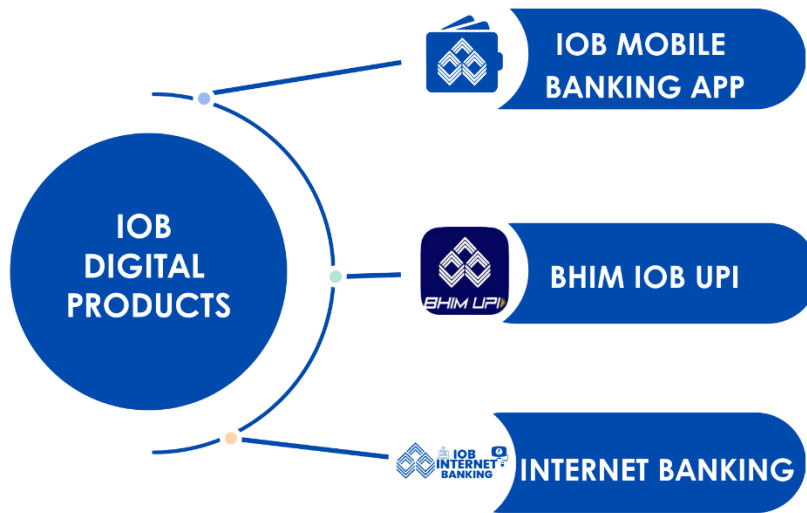 IOB MOBILE
BANKING APP
IOB
DIGITAL
PRODUCTS
BHIM UPI
BHIM IOB UPI
IOB
INTERNET
BANKING
INTERNET BANKING